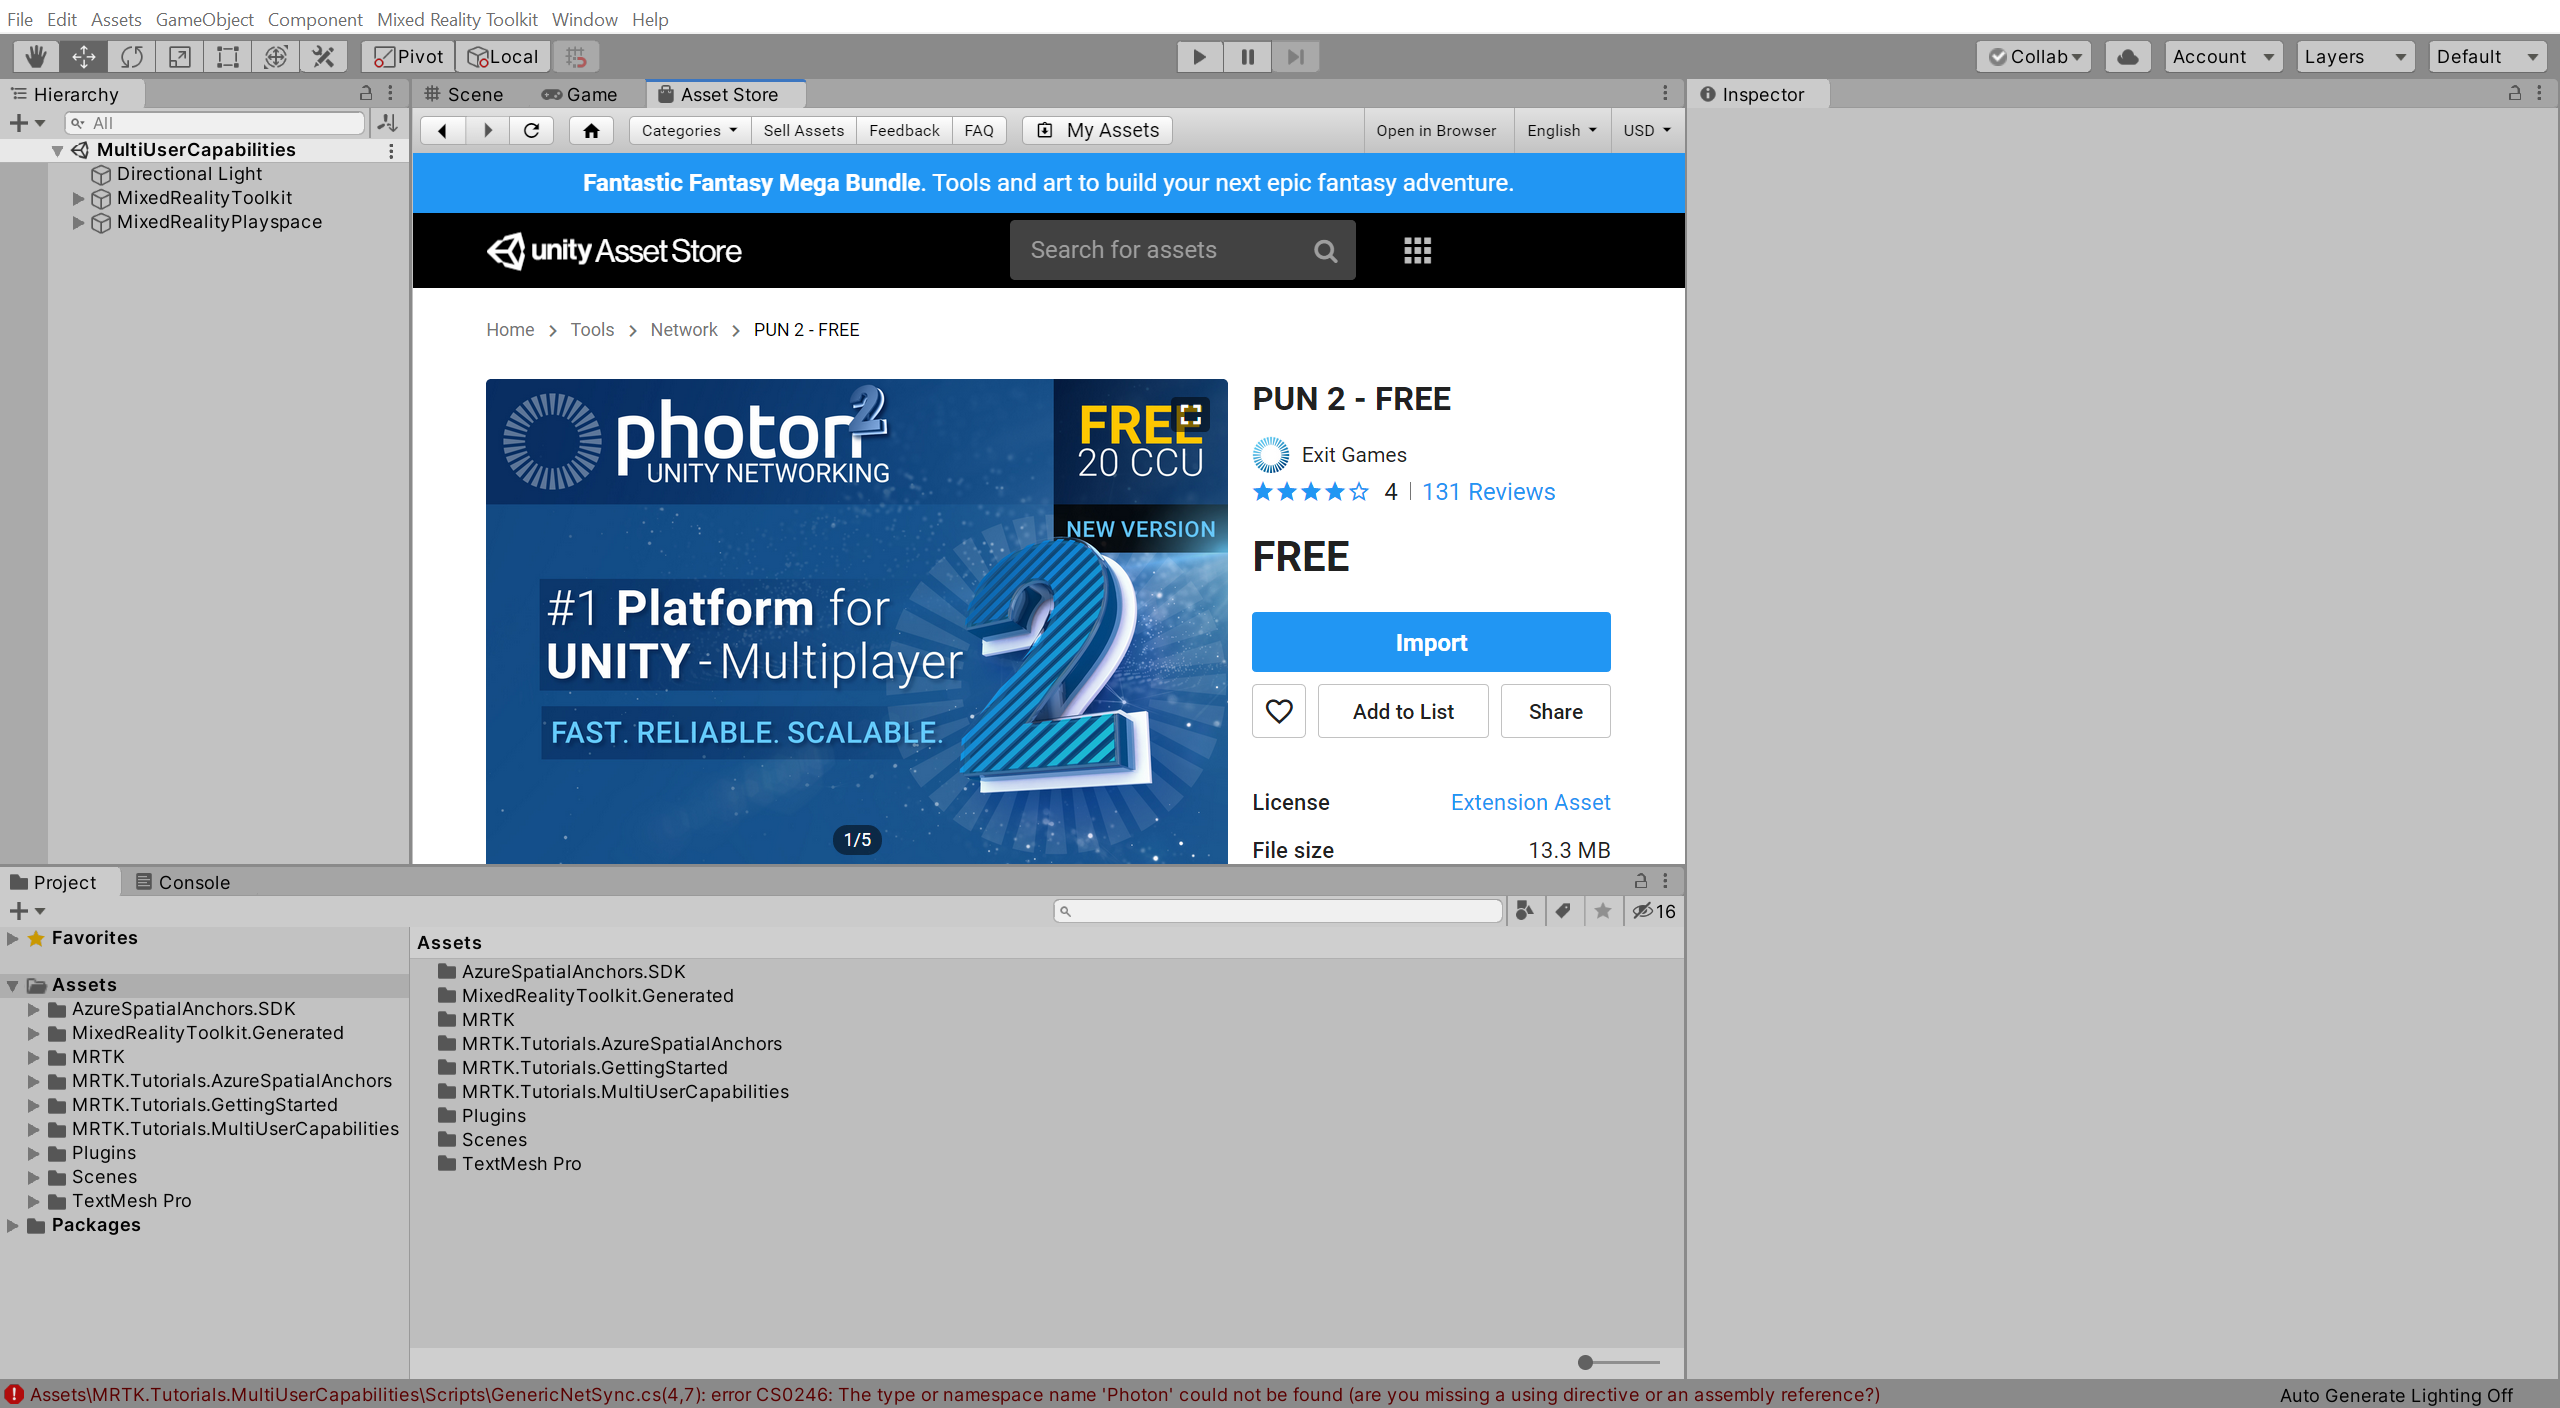 File Edit Assets GameObject Component Mixed Reality Toolkit Window Help
Pivot Local Collab Account Layers Default
Hierarchy
All
MultiUserCapabilities
Directional Light
MixedRealityToolkit
MixedRealityPlayspace
Scene Game Asset Store
Categories Sell Assets Feedback FAQ My Assets Open in Browser English USD
Fantastic Fantasy Mega Bundle. Tools and art to build your next epic fantasy adventure.
unity Asset Store
Search for assets
Home > Tools > Network > PUN 2 - FREE
photon 2
UNITY NETWORKING
FREE
20 CCU
NEW VERSION
#1 Platform for
UNITY - Multiplayer
FAST. RELIABLE. SCALABLE.
2
1/5
PUN 2 - FREE
Exit Games
4 | 131 Reviews
FREE
Import
Add to List Share
License Extension Asset
File size 13.3 MB
Inspector
Project Console
16
Favorites
Assets
AzureSpatialAnchors.SDK
MixedRealityToolkit.Generated
MRTK
MRTK.Tutorials.AzureSpatialAnchors
MRTK.Tutorials.GettingStarted
MRTK.Tutorials.MultiUserCapabilities
Plugins
Scenes
TextMesh Pro
Packages
Assets
AzureSpatialAnchors.SDK
MixedRealityToolkit.Generated
MRTK
MRTK.Tutorials.AzureSpatialAnchors
MRTK.Tutorials.GettingStarted
MRTK.Tutorials.MultiUserCapabilities
Plugins
Scenes
TextMesh Pro
Assets\MRTK.Tutorials.MultiUserCapabilities\Scripts\GenericNetSync.cs(4,7): error CS0246: The type or namespace name 'Photon' could not be found (are you missing a using directive or an assembly reference?)
Auto Generate Lighting Off